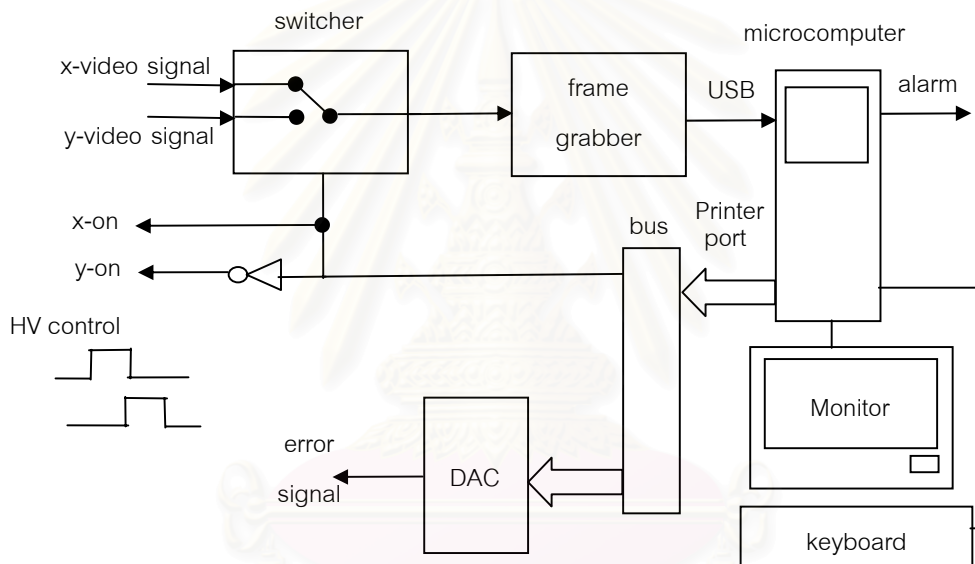 switcher
microcomputer
x-video signal
y-video signal
frame
grabber
USB
alarm
x-on
y-on
Printer
port
bus
HV control
Monitor
error
signal
DAC
keyboard